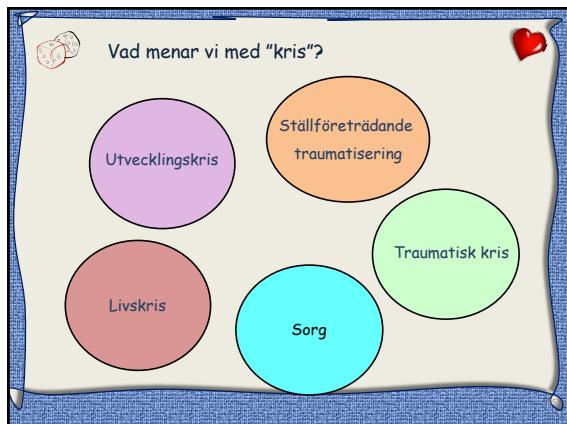 Vad menar vi med ”kris”?
Ställföreträdande
traumatisering
Utvecklingskris
Traumatisk kris
Livskris
Sorg